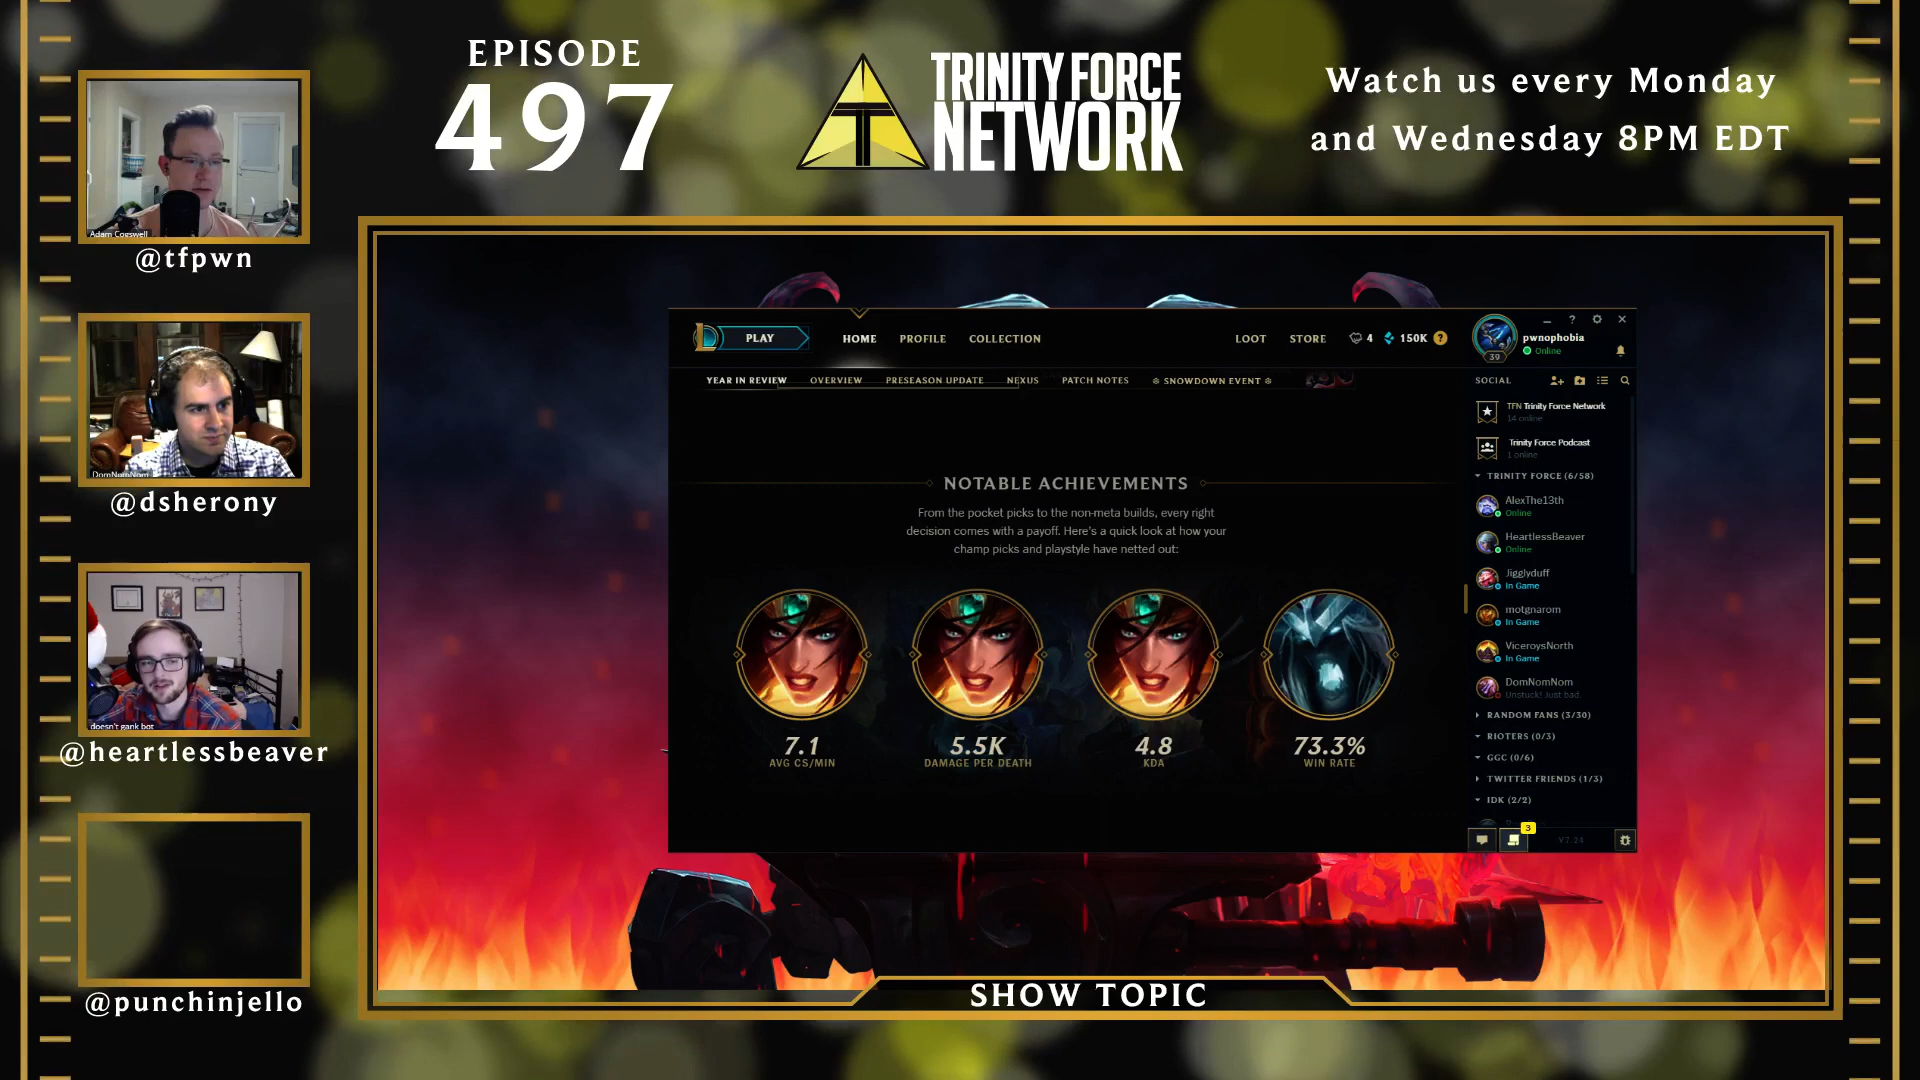 EPISODE
497
TRINITY FORCE
NETWORK
Watch us every Monday
and Wednesday 8PM EDT
Adam Cogswell
@tfpwn
DomNomNom
@dsherony
doesn't gank bot
@heartlessbeaver
@punchinjello
PLAY
HOME
PROFILE
COLLECTION
LOOT
STORE
4
150K
?
?
39
pwnophobia
Online
YEAR IN REVIEW
OVERVIEW
PRESEASON UPDATE
NEXUS
PATCH NOTES
❄ SNOWDOWN EVENT ❄
NOTABLE ACHIEVEMENTS
From the pocket picks to the non-meta builds, every right
decision comes with a payoff. Here's a quick look at how your
champ picks and playstyle have netted out:
7.1
AVG CS/MIN
5.5K
DAMAGE PER DEATH
4.8
KDA
73.3%
WIN RATE
SOCIAL
TFN Trinity Force Network
14 online
Trinity Force Podcast
1 online
TRINITY FORCE (6/58)
AlexThe13th
Online
HeartlessBeaver
Online
Jigglyduff
In Game
motgnarom
In Game
ViceroysNorth
In Game
DomNomNom
Unstuck! Just bad.
RANDOM FANS (3/30)
RIOTERS (0/3)
GGC (0/6)
TWITTER FRIENDS (1/3)
IDK (2/2)
3
V7.24
SHOW TOPIC